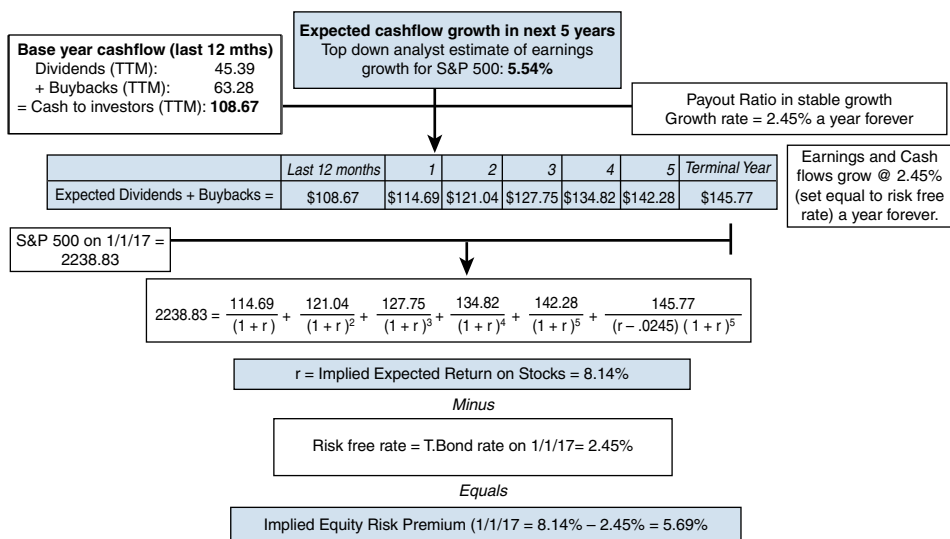 Base year cashflow (last 12 mths)
Dividends (TTM): 45.39
+ Buybacks (TTM): 63.28
= Cash to investors (TTM): 108.67
Expected cashflow growth in next 5 years
Top down analyst estimate of earnings
growth for S&P 500: 5.54%
Payout Ratio in stable growth
Growth rate = 2.45% a year forever
Last 12 months 1 2 3 4 5 Terminal Year
Expected Dividends + Buybacks = $108.67 $114.69 $121.04 $127.75 $134.82 $142.28 $145.77
Earnings and Cash
flows grow @ 2.45%
(set equal to risk free
rate) a year forever.
S&P 500 on 1/1/17 =
2238.83
2238.83 = 114.69/(1 + r) + 121.04/(1 + r)^2 + 127.75/(1 + r)^3 + 134.82/(1 + r)^4 + 142.28/(1 + r)^5 + 145.77/(r – .0245) ( 1 + r)^5
r = Implied Expected Return on Stocks = 8.14%
Minus
Risk free rate = T.Bond rate on 1/1/17= 2.45%
Equals
Implied Equity Risk Premium (1/1/17 = 8.14% – 2.45% = 5.69%